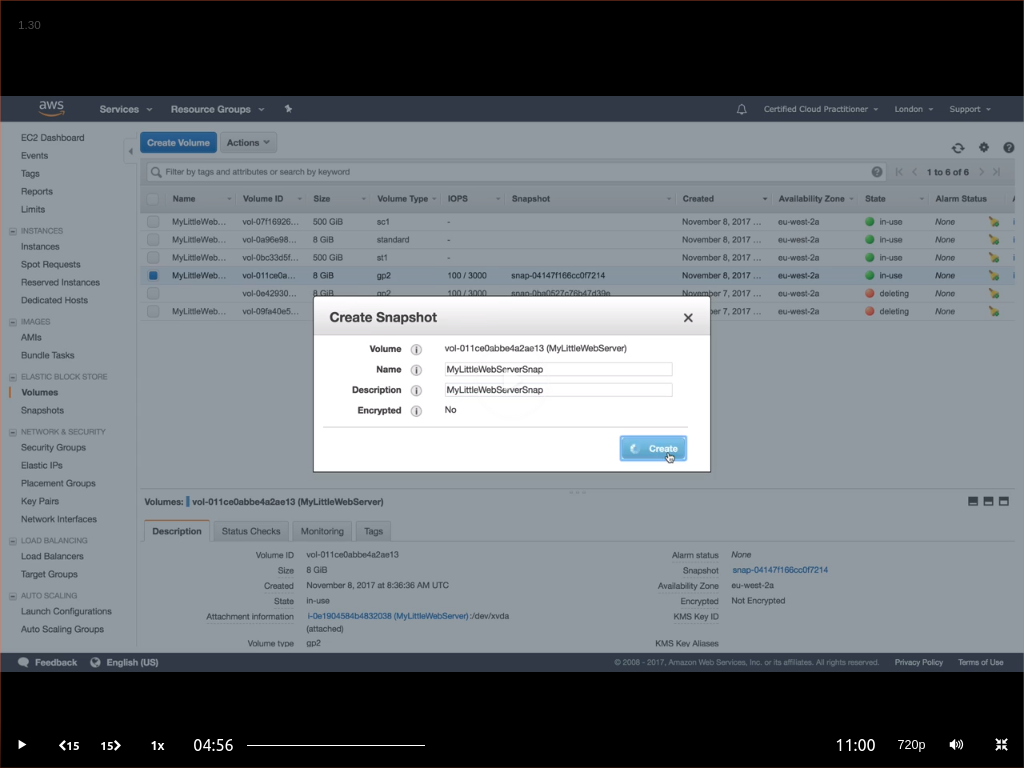 1.30
aws Services Resource Groups Certified Cloud Practitioner London Support
EC2 Dashboard
Events
Tags
Reports
Limits
INSTANCES
Instances
Spot Requests
Reserved Instances
Dedicated Hosts
IMAGES
AMIs
Bundle Tasks
ELASTIC BLOCK STORE
Volumes
Snapshots
NETWORK & SECURITY
Security Groups
Elastic IPs
Placement Groups
Key Pairs
Network Interfaces
LOAD BALANCING
Load Balancers
Target Groups
AUTO SCALING
Launch Configurations
Auto Scaling Groups
Create Volume Actions
Filter by tags and attributes or search by keyword 1 to 6 of 6
Name Volume ID Size Volume Type IOPS Snapshot Created Availability Zone State Alarm Status
MyLittleWeb... vol-07f16926... 500 GiB sc1 - November 8, 2017 ... eu-west-2a in-use None
MyLittleWeb... vol-0a96e98... 8 GiB standard - November 8, 2017 ... eu-west-2a in-use None
MyLittleWeb... vol-0bc33d5f... 500 GiB st1 - November 8, 2017 ... eu-west-2a in-use None
MyLittleWeb... vol-011ce0a... 8 GiB gp2 100 / 3000 snap-04147f166cc0f7214 November 8, 2017 ... eu-west-2a in-use None
vol-0e42930... 8 GiB gp2 100 / 3000 November 7, 2017 ... eu-west-2a deleting None
MyLittleWeb... vol-09fa40e5... 7, 2017 ... eu-west-2a deleting None
Create Snapshot
Volume vol-011ce0abbe4a2ae13 (MyLittleWebServer)
Name MyLittleWebServerSnap
Description MyLittleWebServerSnap
Encrypted No
Create
Volumes: vol-011ce0abbe4a2ae13 (MyLittleWebServer)
Description Status Checks Monitoring Tags
Volume ID vol-011ce0abbe4a2ae13 Alarm status None
Size 8 GiB Snapshot snap-04147f166cc0f7214
Created November 8, 2017 at 8:36:36 AM UTC Availability Zone eu-west-2a
State in-use Encrypted Not Encrypted
Attachment information i-0e1904584b4832038 (MyLittleWebServer):/dev/xvda KMS Key ID
(attached)
Volume type gp2 KMS Key Aliases
Feedback English (US) © 2008 - 2017, Amazon Web Services, Inc. or its affiliates. All rights reserved. Privacy Policy Terms of Use
15 15 1x 04:56 11:00 720p